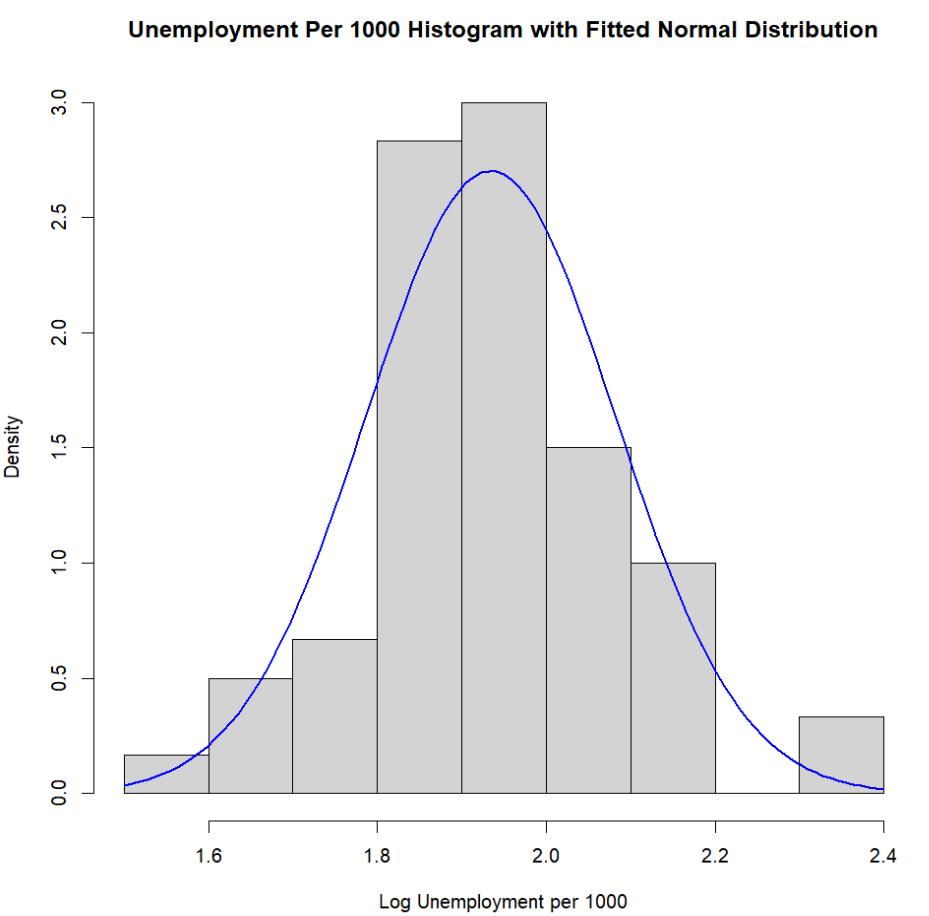 Unemployment Per 1000 Histogram with Fitted Normal Distribution
3.0
2.5
2.0
1.5
1.0
0.5
0.0
Density
1.6 1.8 2.0 2.2 2.4
Log Unemployment per 1000